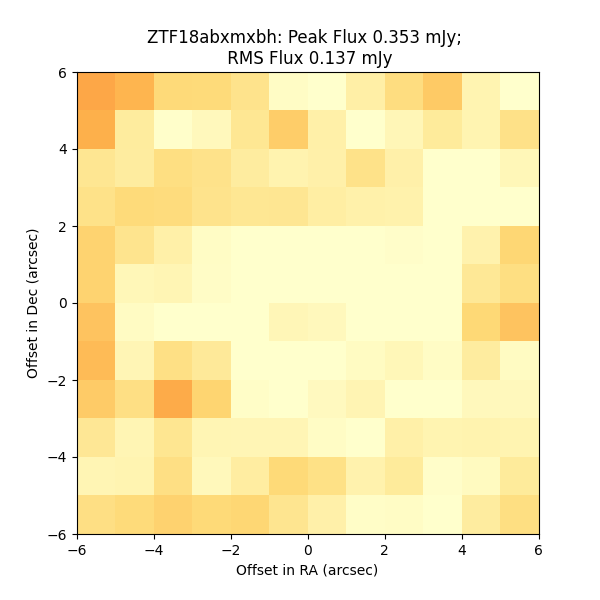 ZTF18abxmxbh: Peak Flux 0.353 mJy;
RMS Flux 0.137 mJy
6
4
2
0
−2
−4
−6
Offset in Dec (arcsec)
−6 −4 −2 0 2 4 6
Offset in RA (arcsec)